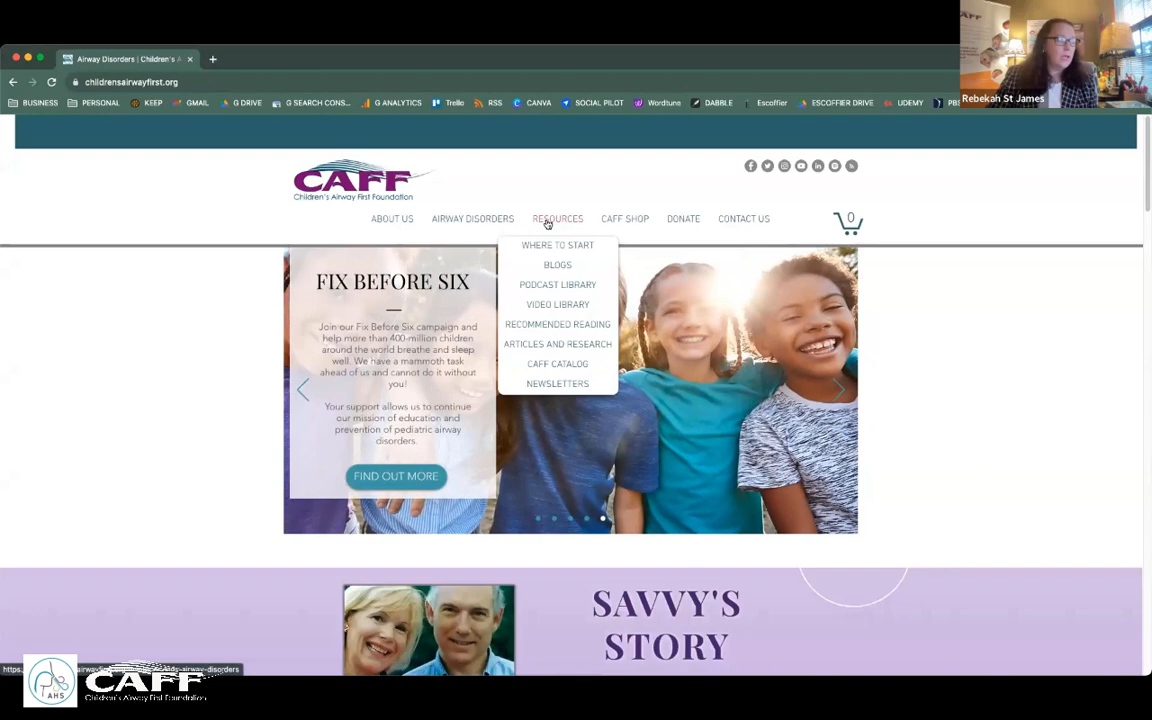 Airway Disorders | Children's A
childrensairwayfirst.org
BUSINESS PERSONAL KEEP GMAIL G DRIVE G SEARCH CONS... G ANALYTICS Trello RSS CANVA SOCIAL PILOT Wordtune DABBLE Escoffier ESCOFFIER DRIVE UDEMY PBS
Rebekah St James
CAFF
Children's Airway First Foundation
ABOUT US AIRWAY DISORDERS RESOURCES CAFF SHOP DONATE CONTACT US 0
WHERE TO START
BLOGS
PODCAST LIBRARY
VIDEO LIBRARY
RECOMMENDED READING
ARTICLES AND RESEARCH
CAFF CATALOG
NEWSLETTERS
FIX BEFORE SIX
Join our Fix Before Six campaign and
help more than 400-million children
around the world breathe and sleep
well. We have a mammoth task
ahead of us and cannot do it without
you!
Your support allows us to continue
our mission of education and
prevention of pediatric airway
disorders.
FIND OUT MORE
SAVVY'S
STORY
AHS
CAFF
Children's Airway First Foundation